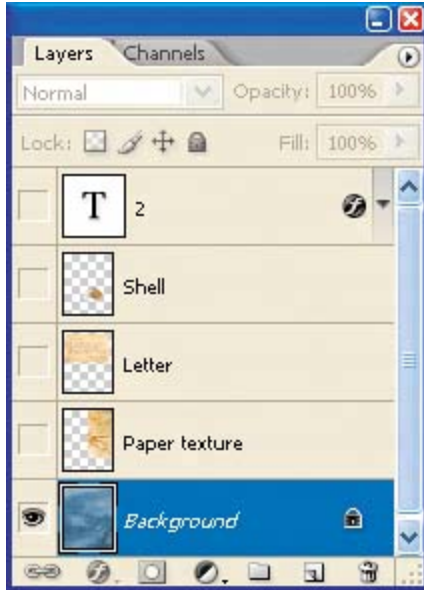 Layers Channels
Normal Opacity: 100%
Lock: Fill: 100%
T 2
Shell
Letter
Paper texture
Background